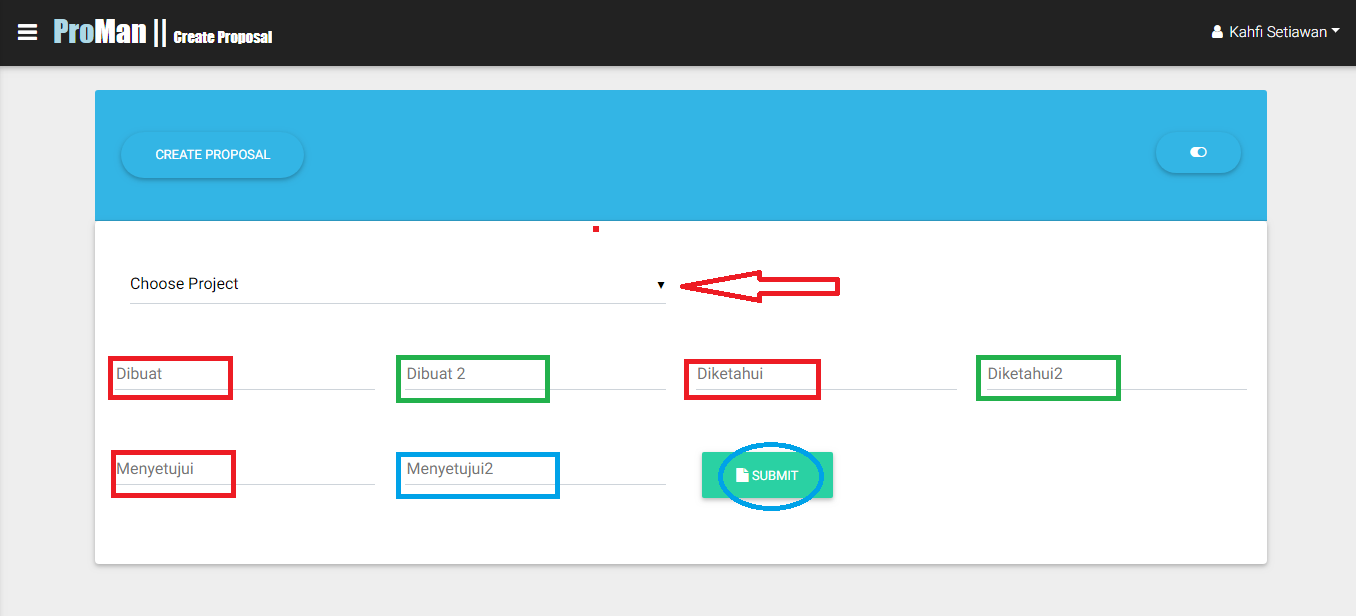 ProMan || Create Proposal
Kahfi Setiawan
CREATE PROPOSAL
Choose Project
Dibuat
Dibuat 2
Diketahui
Diketahui2
Menyetujui
Menyetujui2
SUBMIT